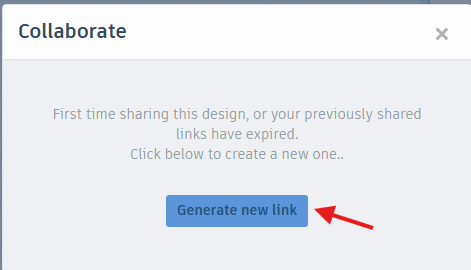 Collaborate
First time sharing this design, or your previously shared
links have expired.
Click below to create a new one..
Generate new link